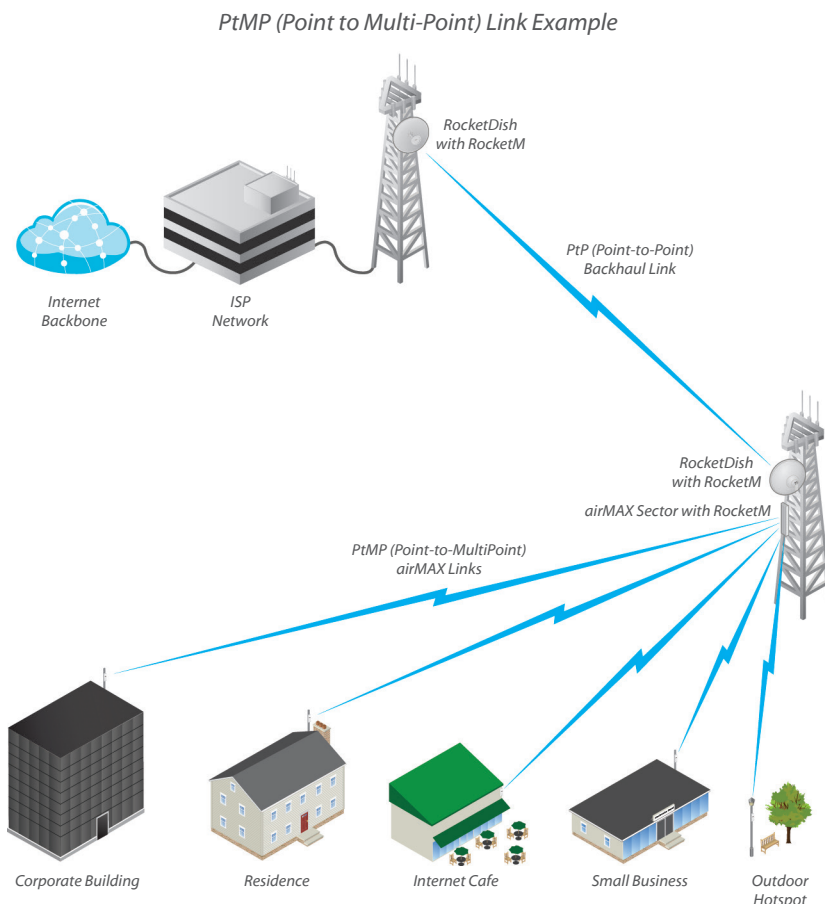 PtMP (Point to Multi-Point) Link Example
RocketDish
with RocketM
PtP (Point-to-Point)
Backhaul Link
Internet
Backbone
ISP
Network
RocketDish
with RocketM
airMAX Sector with RocketM
PtMP (Point-to-MultiPoint)
airMAX Links
Corporate Building
Residence
Internet Cafe
Small Business
Outdoor
Hotspot